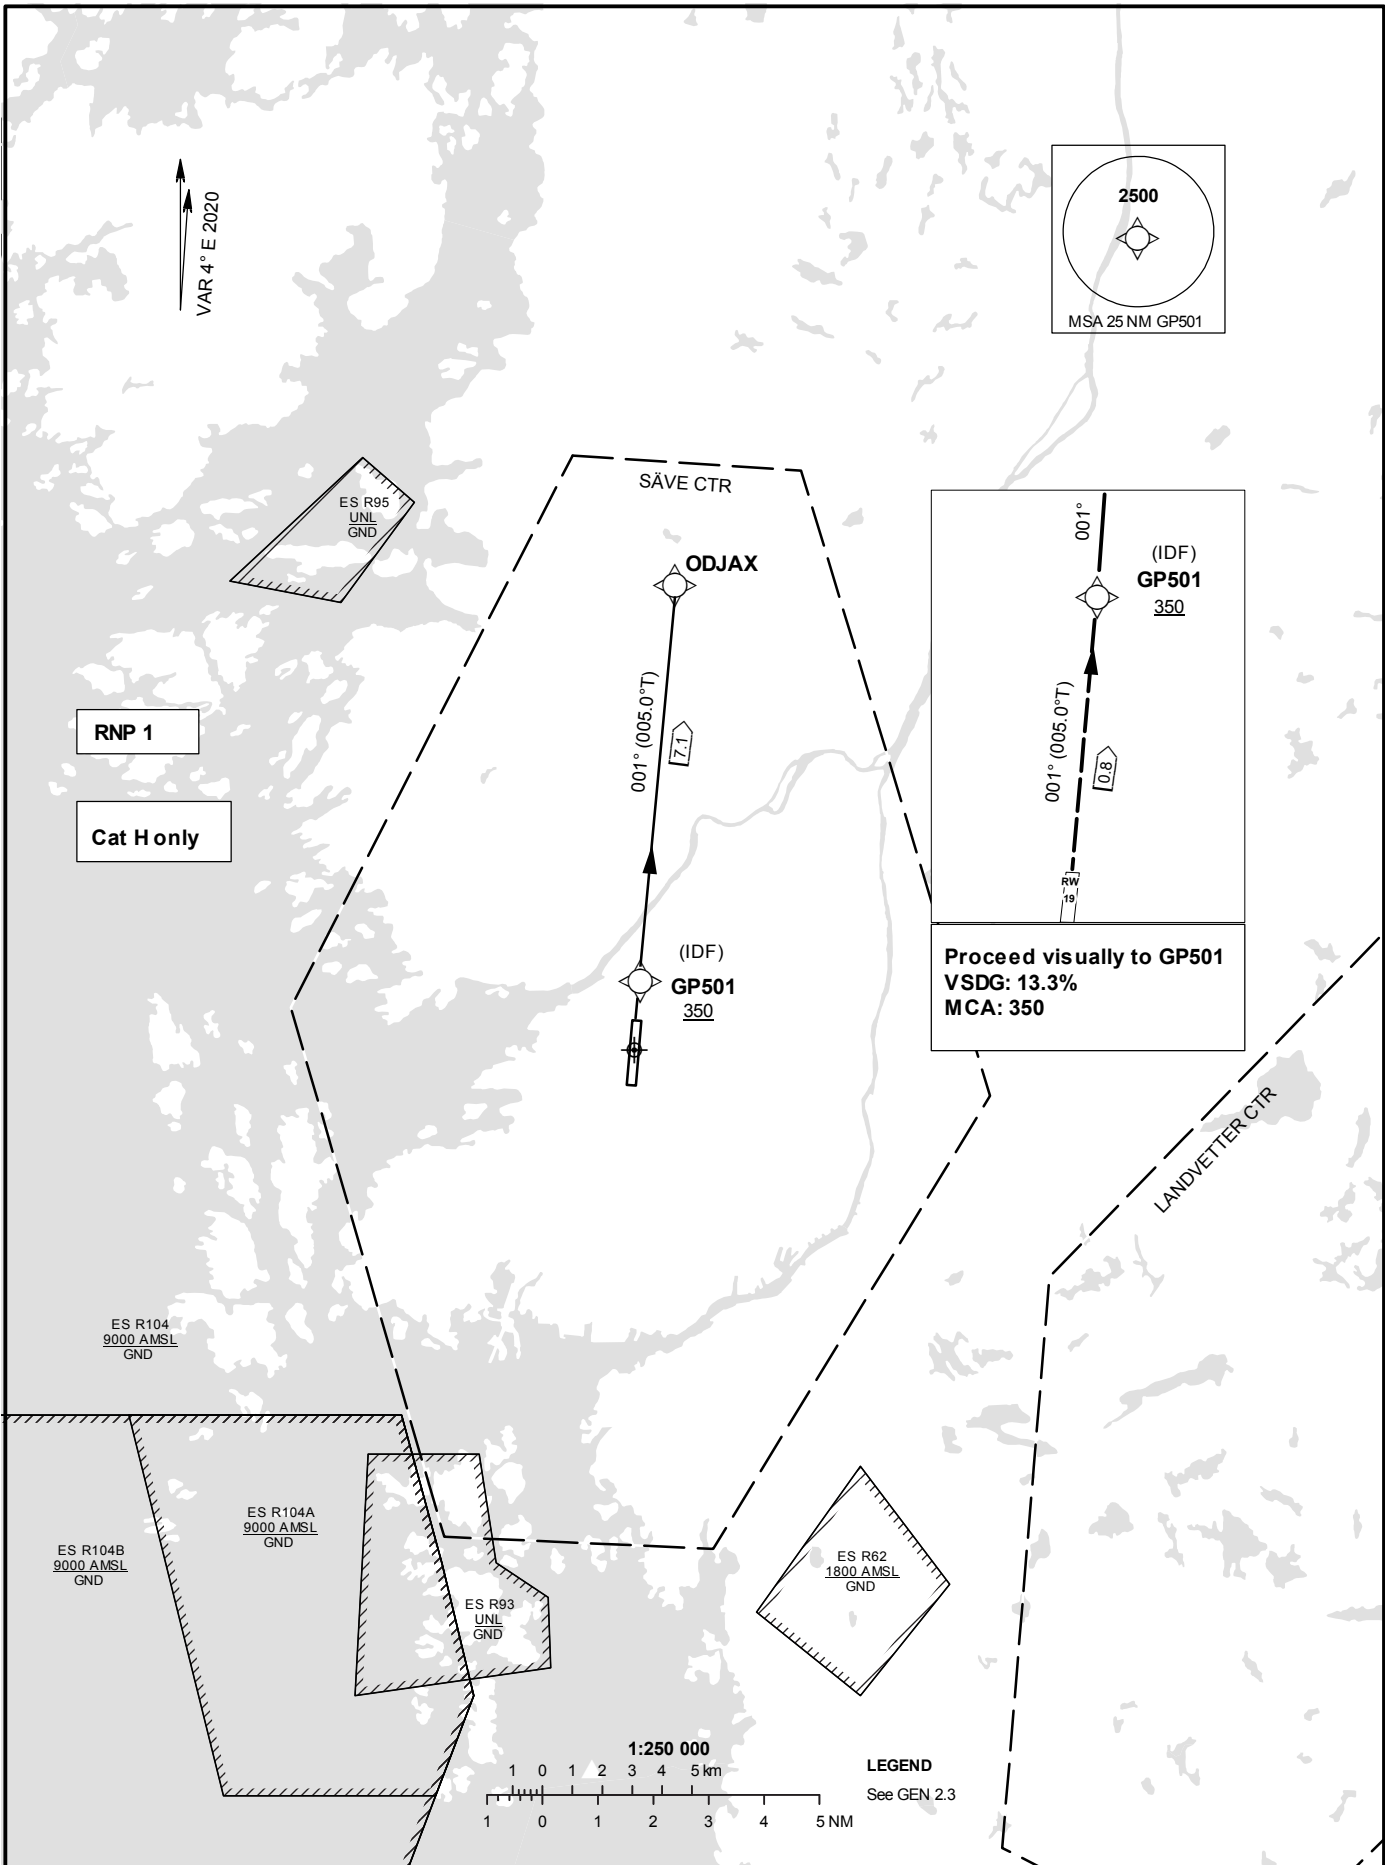 VAR 4° E 2020
2500
MSA 25 NM GP501
ES R95
UNL
GND
SÄVE CTR
ODJAX
001° (005.0°T)
7.1
RNP 1
Cat H only
(IDF)
GP501
350
001°
(IDF)
GP501
350
001° (005.0°T)
0.8
RW
19
Proceed visually to GP501
VSDG: 13.3%
MCA: 350
LANDVETTER CTR
ES R104
9000 AMSL
GND
ES R104A
9000 AMSL
GND
ES R104B
9000 AMSL
GND
ES R93
UNL
GND
ES R62
1800 AMSL
GND
1:250 000
1 0 1 2 3 4 5 km
1 0 1 2 3 4 5 NM
LEGEND
See GEN 2.3